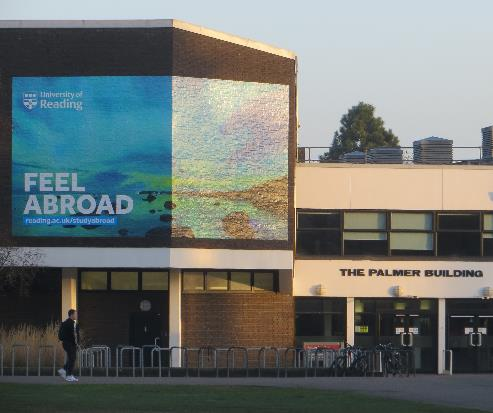 University of
Reading
FEEL
ABROAD
reading.ac.uk/studyabroad
THE PALMER BUILDING